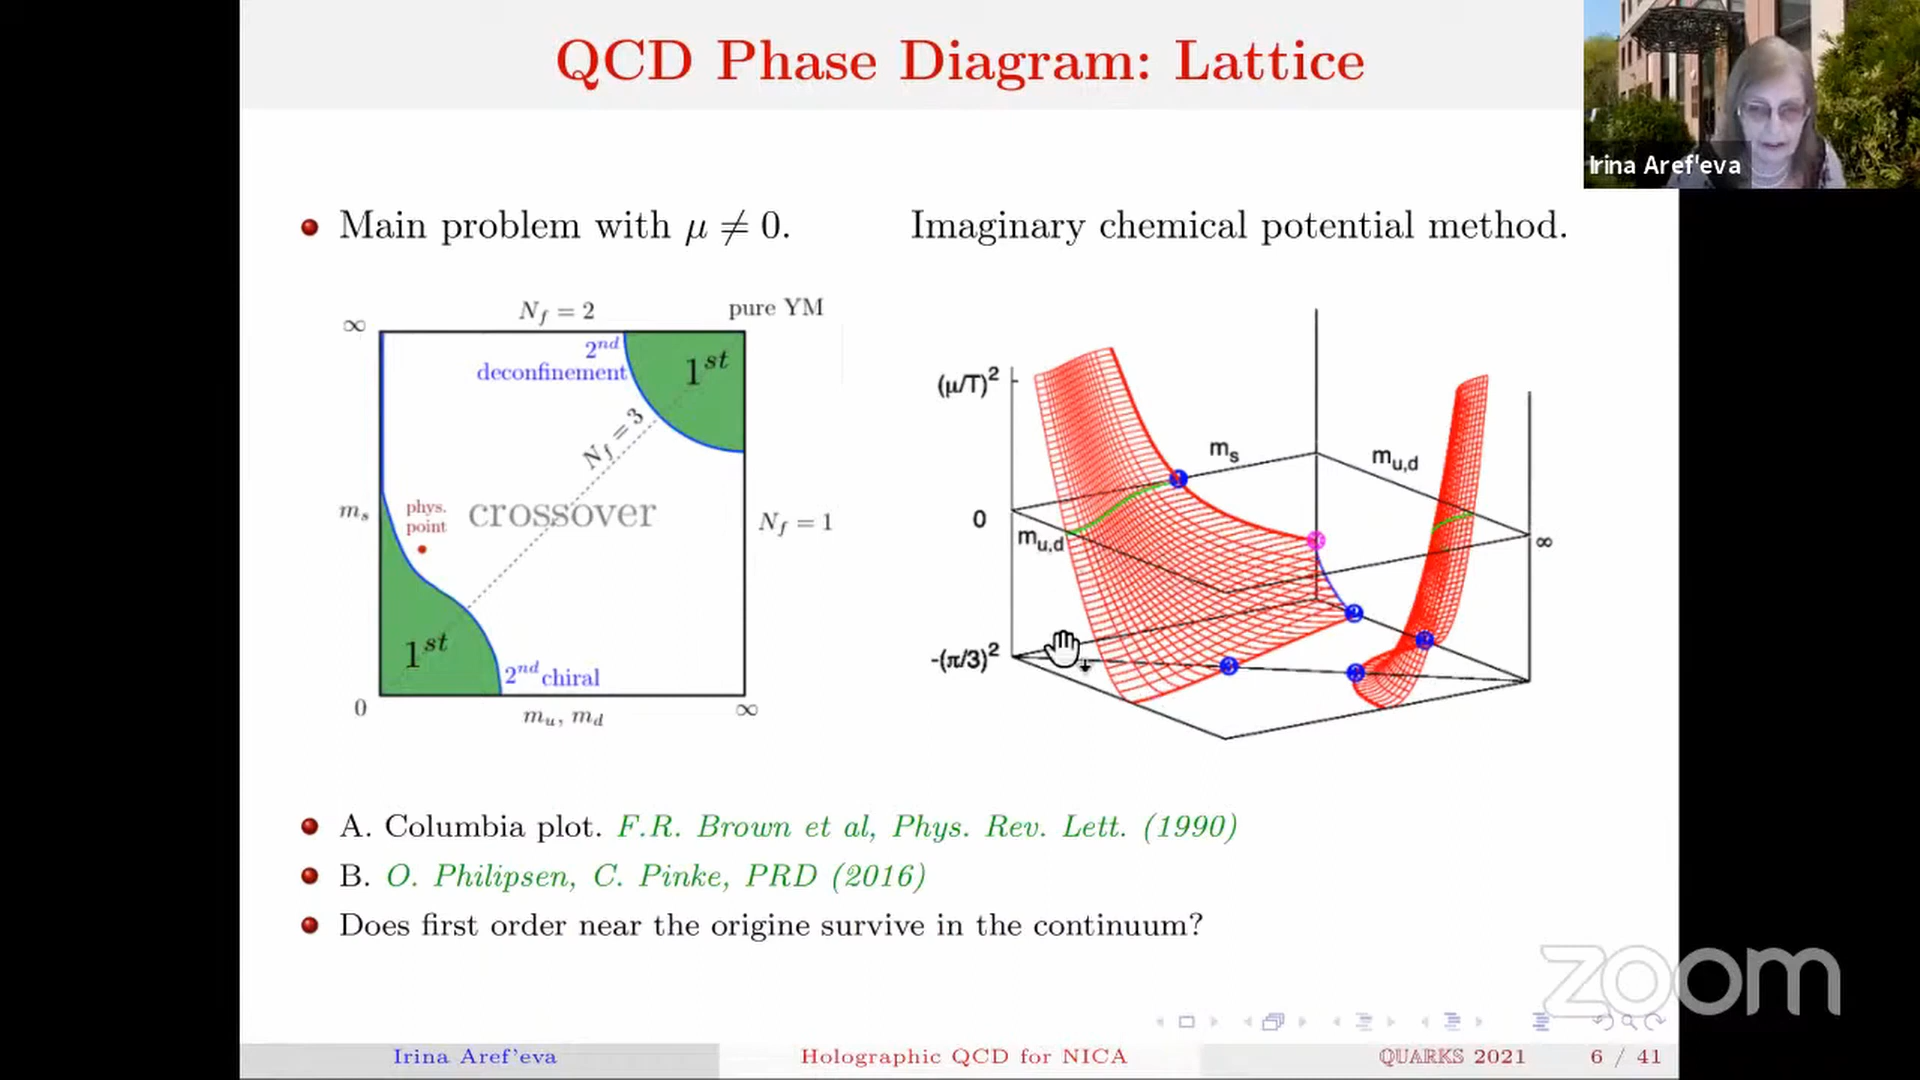 QCD Phase Diagram: Lattice
Irina Aref'eva
Main problem with μ ≠ 0.
Imaginary chemical potential method.
N_f = 2
pure YM
∞
2^nd
deconfinement
1^st
N_f = 3
m_s
phys.
point
crossover
N_f = 1
1^st
2^nd chiral
0
m_u, m_d
∞
(μ/T)^2
m_s
m_u,d
0
m_u,d
∞
-(π/3)^2
A. Columbia plot. F.R. Brown et al, Phys. Rev. Lett. (1990)
B. O. Philipsen, C. Pinke, PRD (2016)
Does first order near the origine survive in the continuum?
zoom
Irina Aref'eva
Holographic QCD for NICA
QUARKS 2021
6 / 41